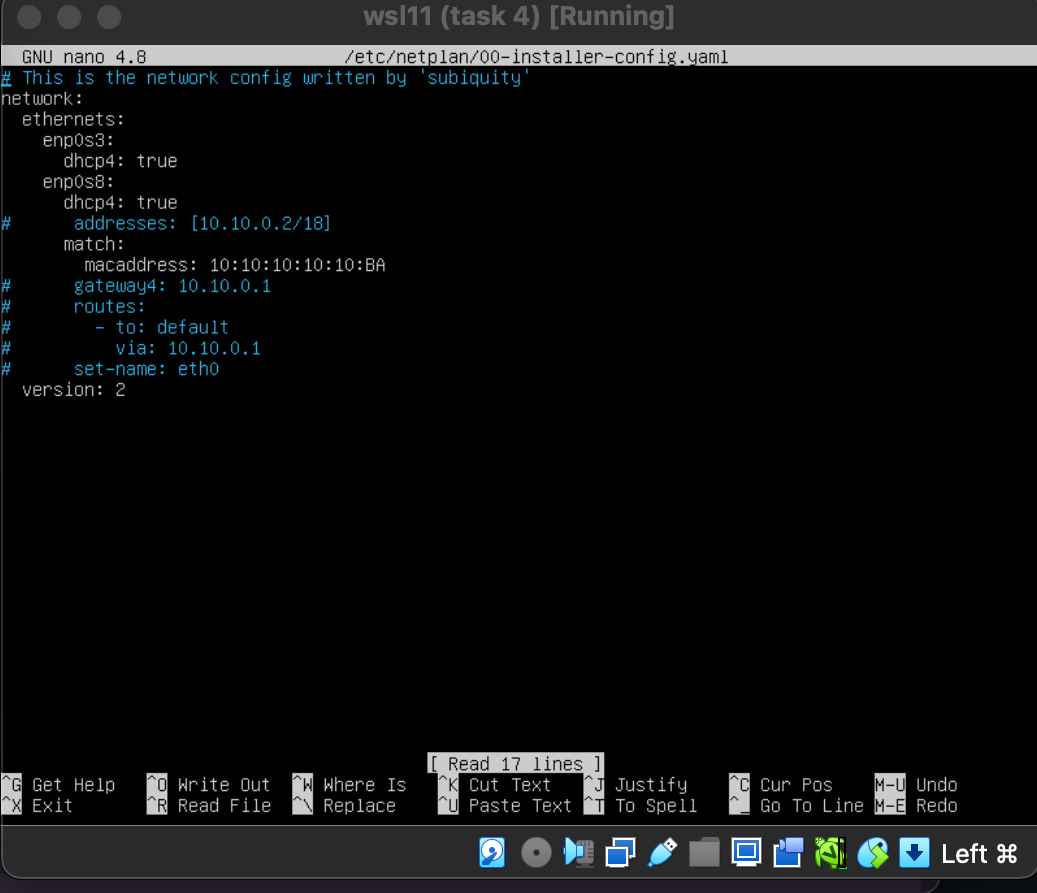 wsl11 (task 4) [Running]
GNU nano 4.8 /etc/netplan/00-installer-config.yaml
# This is the network config written by 'subiquity'
network:
  ethernets:
    enp0s3:
      dhcp4: true
    enp0s8:
      dhcp4: true
#      addresses: [10.10.0.2/18]
      match:
        macaddress: 10:10:10:10:10:BA
#      gateway4: 10.10.0.1
#      routes:
#        - to: default
#          via: 10.10.0.1
#      set-name: eth0
  version: 2
[ Read 17 lines ]
^G Get Help ^O Write Out ^W Where Is ^K Cut Text ^J Justify ^C Cur Pos M-U Undo
^X Exit ^R Read File ^\ Replace ^U Paste Text ^T To Spell ^_ Go To Line M-E Redo
Left ⌘